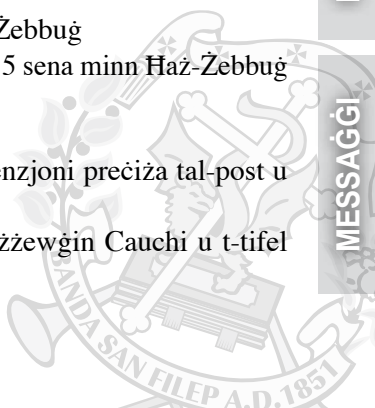 Żebbuġ
5 sena minn Ħaż-Żebbuġ
enzjoni preċiża tal-post u
żżewġin Cauchi u t-tifel
MESSAĠĠI
BANDA SAN FILEP A.D. 1851